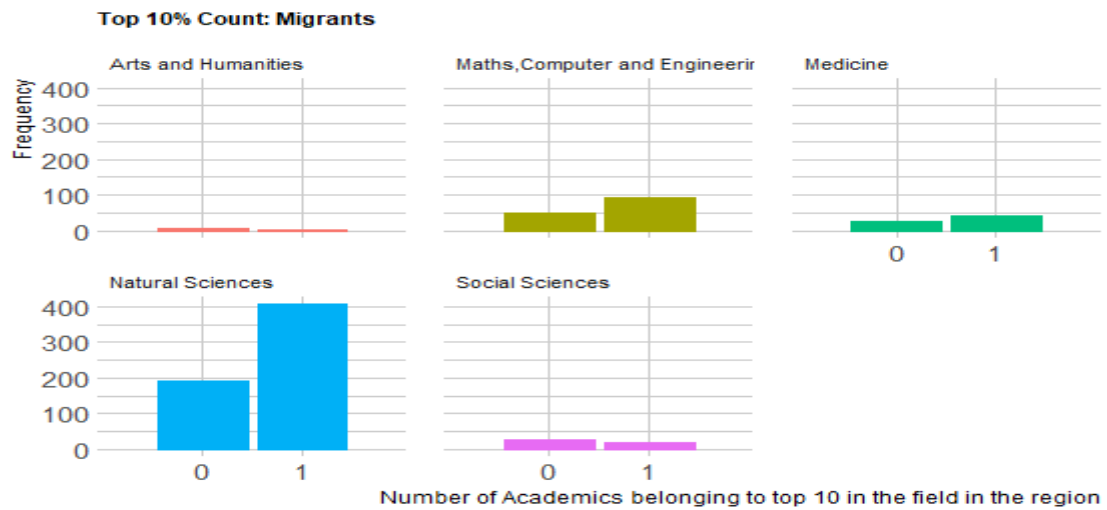 Top 10% Count: Migrants
Arts and Humanities
Maths,Computer and Engineerin
Medicine
Frequency
400
300
200
100
0
0
1
Natural Sciences
Social Sciences
400
300
200
100
0
0
1
0
1
Number of Academics belonging to top 10 in the field in the region